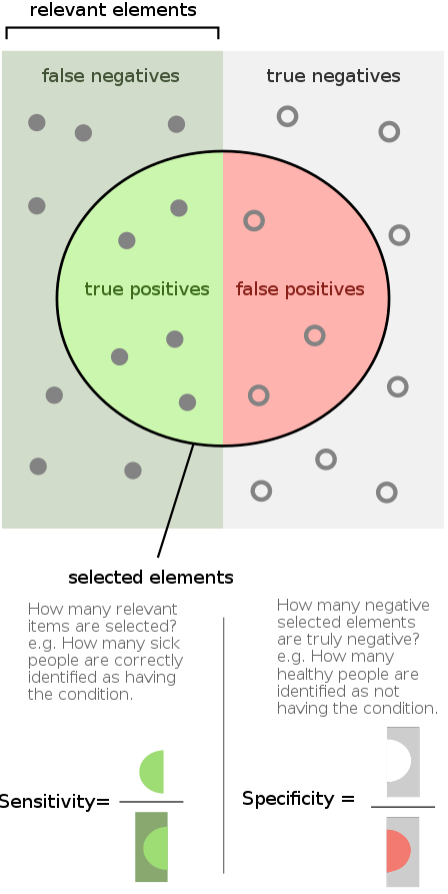 relevant elements
false negatives
true negatives
true positives
false positives
selected elements
How many relevant
items are selected?
e.g. How many sick
people are correctly
identified as having
the condition.
How many negative
selected elements
are truly negative?
e.g. How many
healthy people are
identified as not
having the condition.
Sensitivity=
Specificity =